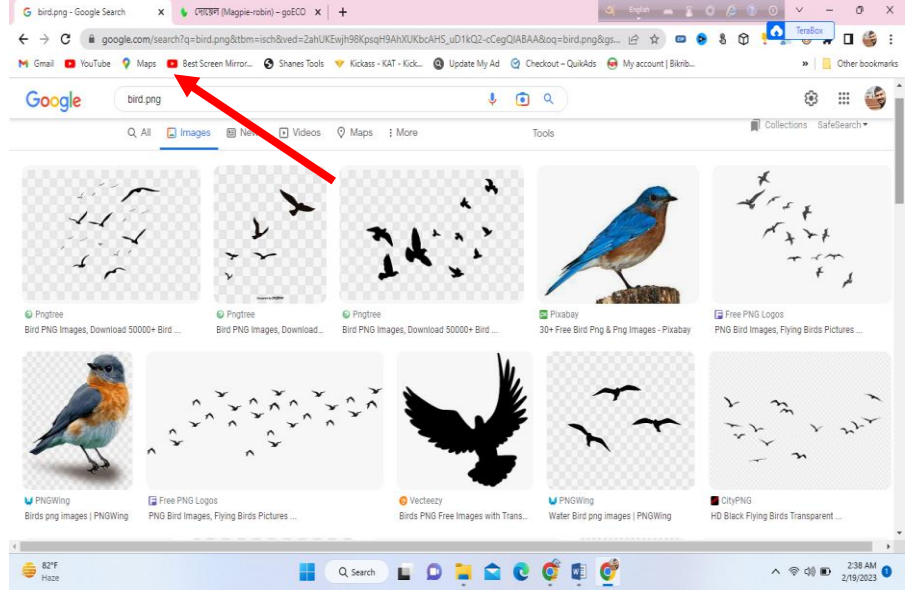 bird.png - Google Search
দোয়েল (Magpie-robin) – goECO
English
google.com/search?q=bird.png&tbm=isch&ved=2ahUKEwjh98KpsqH9AhXUKbcAHS_uD1kQ2-cCegQIABAA&oq=bird.png&gs...
TeraBox
Gmail YouTube Maps Best Screen Mirror... Shanes Tools Kickass - KAT - Kick... Update My Ad Checkout – QuikAds My account | Bikrib... » Other bookmarks
Google bird.png
All Images News Videos Maps More Tools Collections SafeSearch
Pngtree Pngtree Pngtree Pixabay Free PNG Logos
Bird PNG Images, Download 50000+ Bird ... Bird PNG Images, Download... Bird PNG Images, Download 50000+ Bird ... 30+ Free Bird Png & Png Images - Pixabay PNG Bird Images, Flying Birds Pictures ...
PNGWing Free PNG Logos Vecteezy PNGWing CityPNG
Birds png images | PNGWing PNG Bird Images, Flying Birds Pictures ... Birds PNG Free Images with Trans... Water Bird png images | PNGWing HD Black Flying Birds Transparent ...
82°F
Haze
Search
2:38 AM
2/19/2023
1